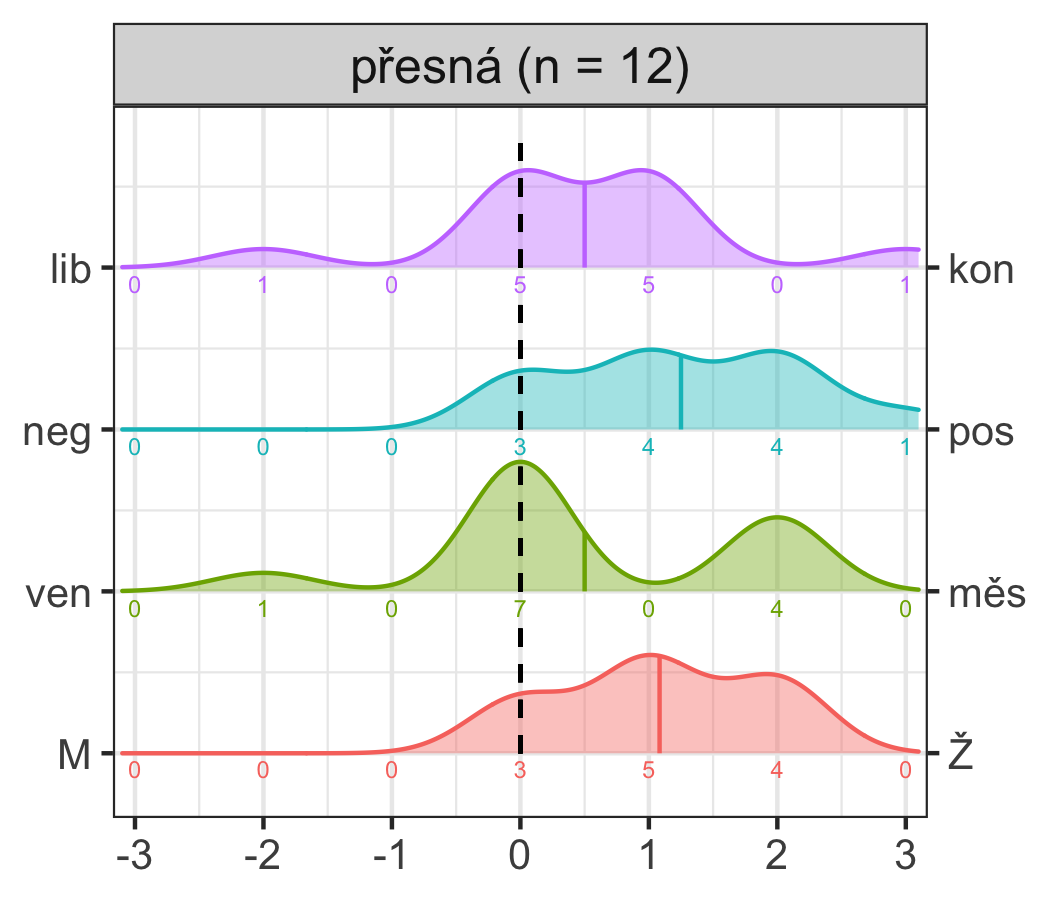 přesná (n = 12)
lib kon
0 1 0 5 5 0 1
neg pos
0 0 0 3 4 4 1
ven měs
0 1 0 7 0 4 0
M Ž
0 0 0 3 5 4 0
-3 -2 -1 0 1 2 3